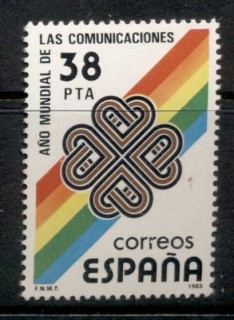 AÑO MUNDIAL DE
LAS COMUNICACIONES
38
PTA
correos
ESPAÑA
F.N.M.T.
1983